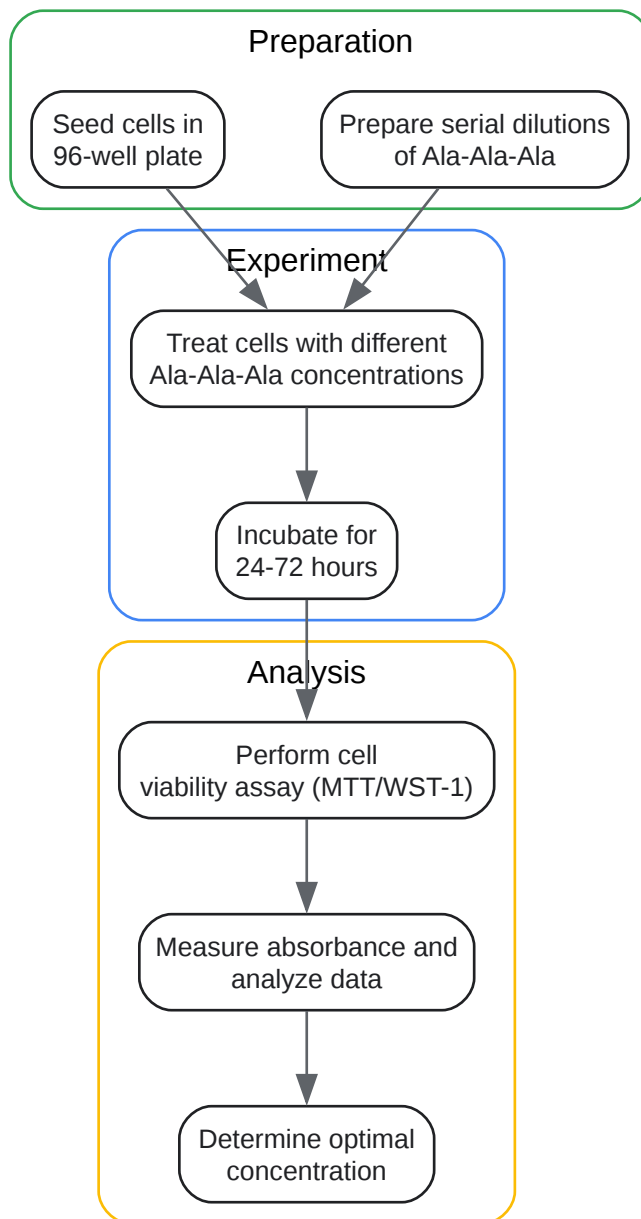 Preparation
Seed cells in
96-well plate
Prepare serial dilutions
of Ala-Ala-Ala
Experiment
Treat cells with different
Ala-Ala-Ala concentrations
Incubate for
24-72 hours
Analysis
Perform cell
viability assay (MTT/WST-1)
Measure absorbance and
analyze data
Determine optimal
concentration